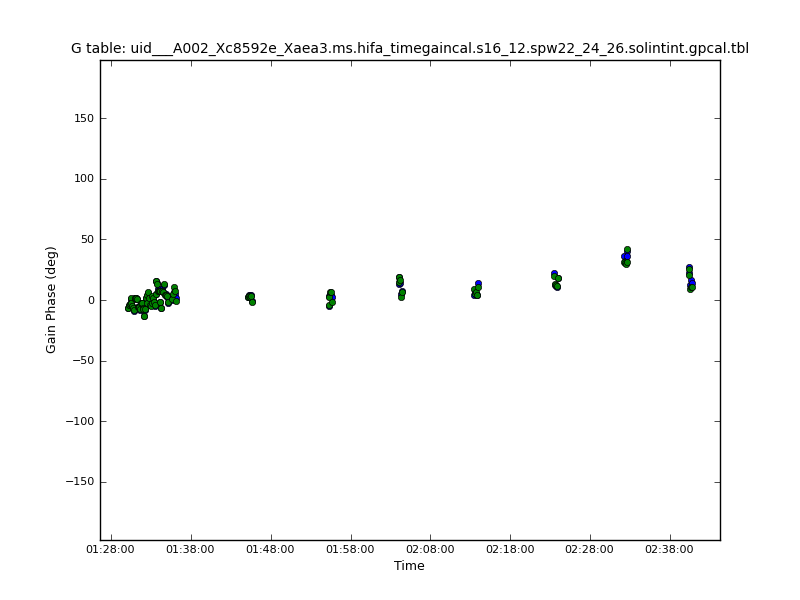 G table: uid___A002_Xc8592e_Xaea3.ms.hifa_timegaincal.s16_12.spw22_24_26.solintint.gpcal.tbl
150
100
50
0
−50
−100
−150
Gain Phase (deg)
01:28:00 01:38:00 01:48:00 01:58:00 02:08:00 02:18:00 02:28:00 02:38:00
Time